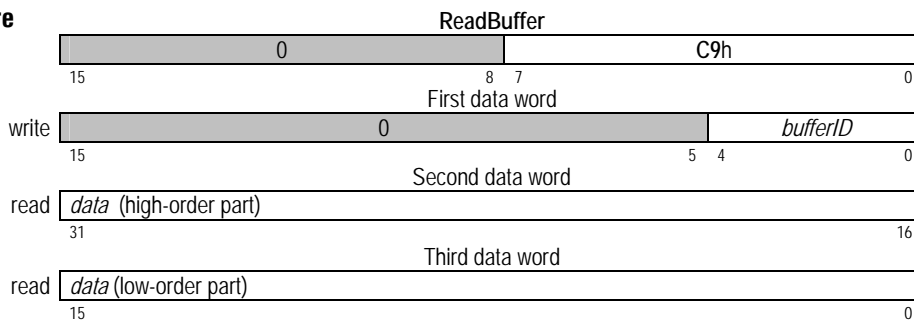 re
ReadBuffer
0 C9h
15 8 7 0
First data word
write 0 bufferID
15 5 4 0
Second data word
read data (high-order part)
31 16
Third data word
read data (low-order part)
15 0